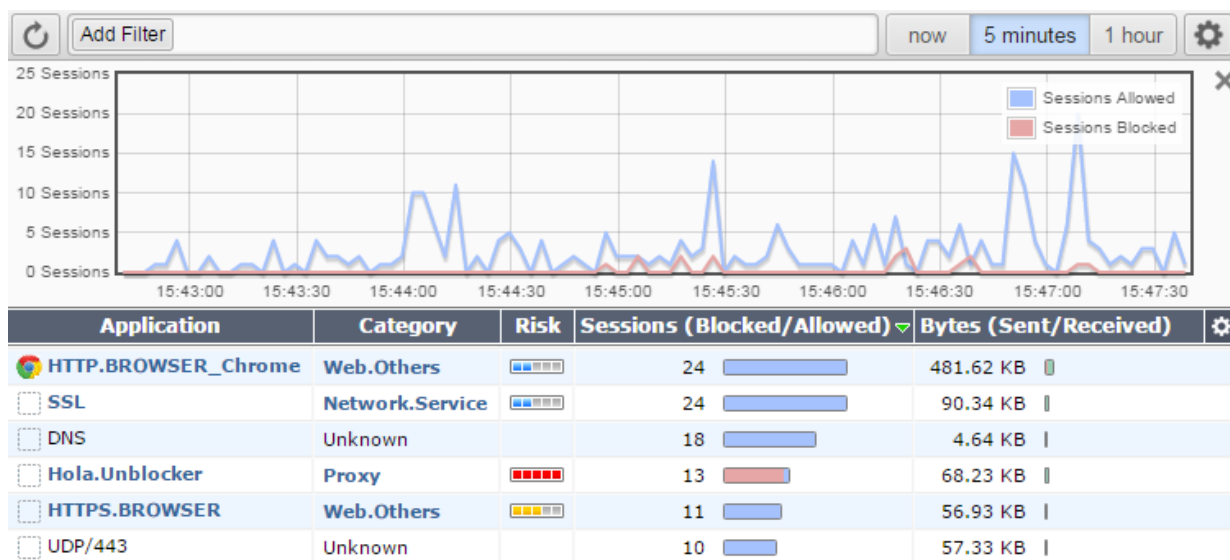 Add Filter now 5 minutes 1 hour
25 Sessions
Sessions Allowed
20 Sessions
Sessions Blocked
15 Sessions
10 Sessions
5 Sessions
0 Sessions
15:43:00 15:43:30 15:44:00 15:44:30 15:45:00 15:45:30 15:46:00 15:46:30 15:47:00 15:47:30
Application Category Risk Sessions (Blocked/Allowed) Bytes (Sent/Received)
HTTP.BROWSER_Chrome Web.Others 24 481.62 KB
SSL Network.Service 24 90.34 KB
DNS Unknown 18 4.64 KB
Hola.Unblocker Proxy 13 68.23 KB
HTTPS.BROWSER Web.Others 11 56.93 KB
UDP/443 Unknown 10 57.33 KB